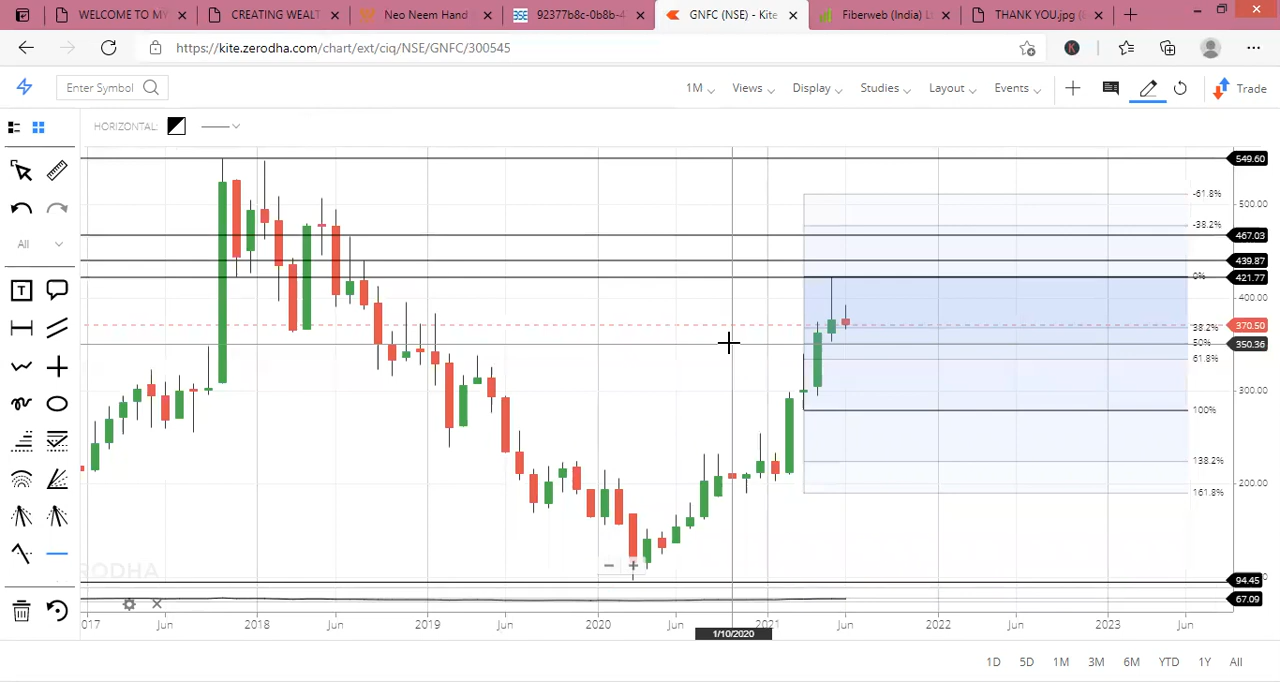 WELCOME TO MY
CREATING WEALT
Neo Neem Hand
BSE 92377b8c-0b8b-4
GNFC (NSE) - Kite
Fiberweb (India) L
THANK YOU.jpg (
https://kite.zerodha.com/chart/ext/ciq/NSE/GNFC/300545
K
Enter Symbol
1M Views Display Studies Layout Events Trade
HORIZONTAL:
All
T
549.60
-61.8%
500.00
-38.2%
467.03
439.87
0%
421.77
400.00
370.50
38.2%
50%
350.36
61.8%
300.00
100%
138.2%
200.00
161.8%
RODHA
94.45
67.09
017 Jun 2018 Jun 2019 Jun 2020 Jun 2021 Jun 2022 Jun 2023 Jun
1/10/2020
1D 5D 1M 3M 6M YTD 1Y All